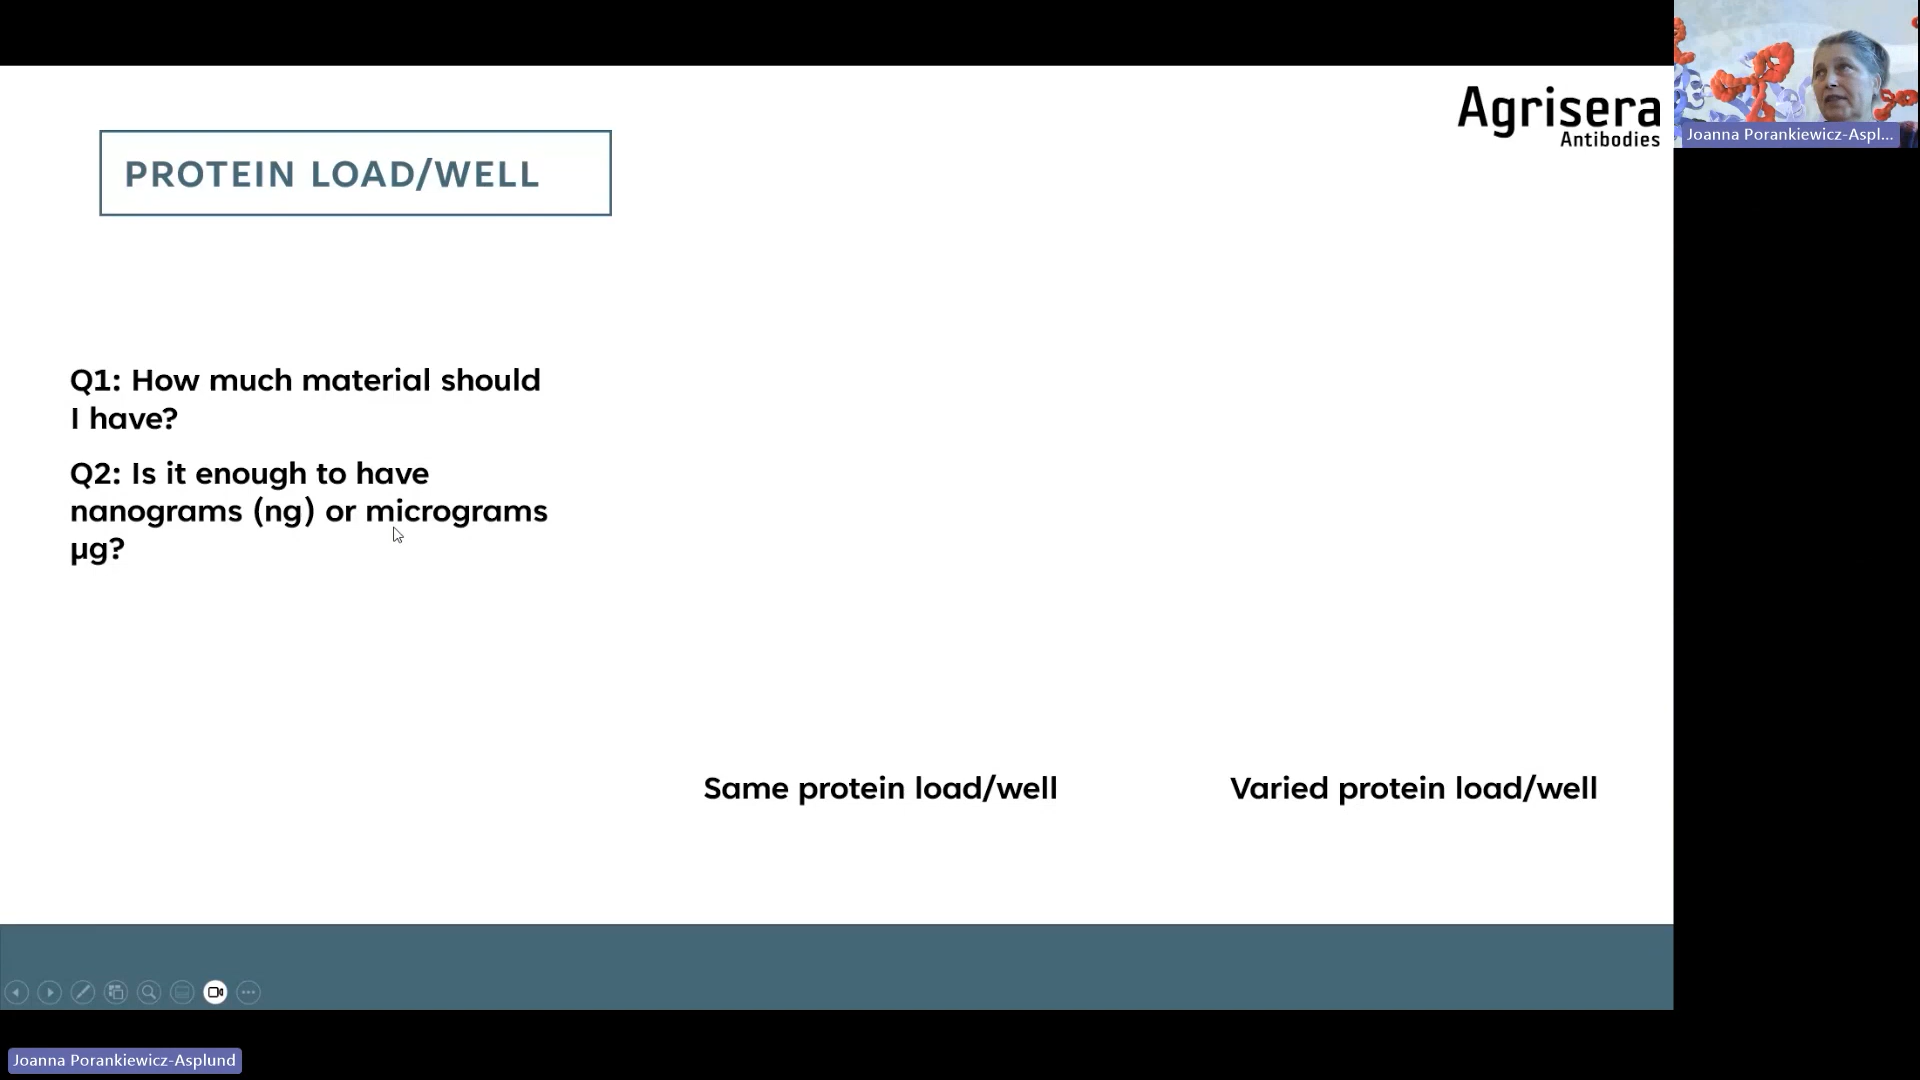 Agrisera
Antibodies
Joanna Porankiewicz-Aspl...
PROTEIN LOAD/WELL
Q1: How much material should
I have?
Q2: Is it enough to have
nanograms (ng) or micrograms
µg?
Same protein load/well
Varied protein load/well
Joanna Porankiewicz-Asplund